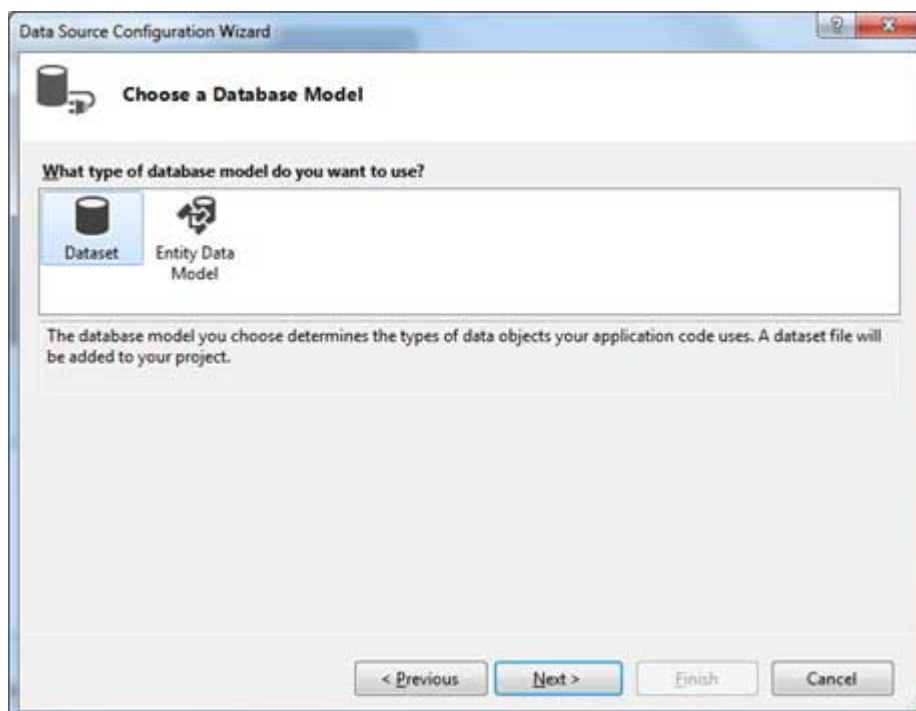 Data Source Configuration Wizard
Choose a Database Model
What type of database model do you want to use?
Dataset
Entity Data
Model
The database model you choose determines the types of data objects your application code uses. A dataset file will
be added to your project.
< Previous
Next >
Finish
Cancel